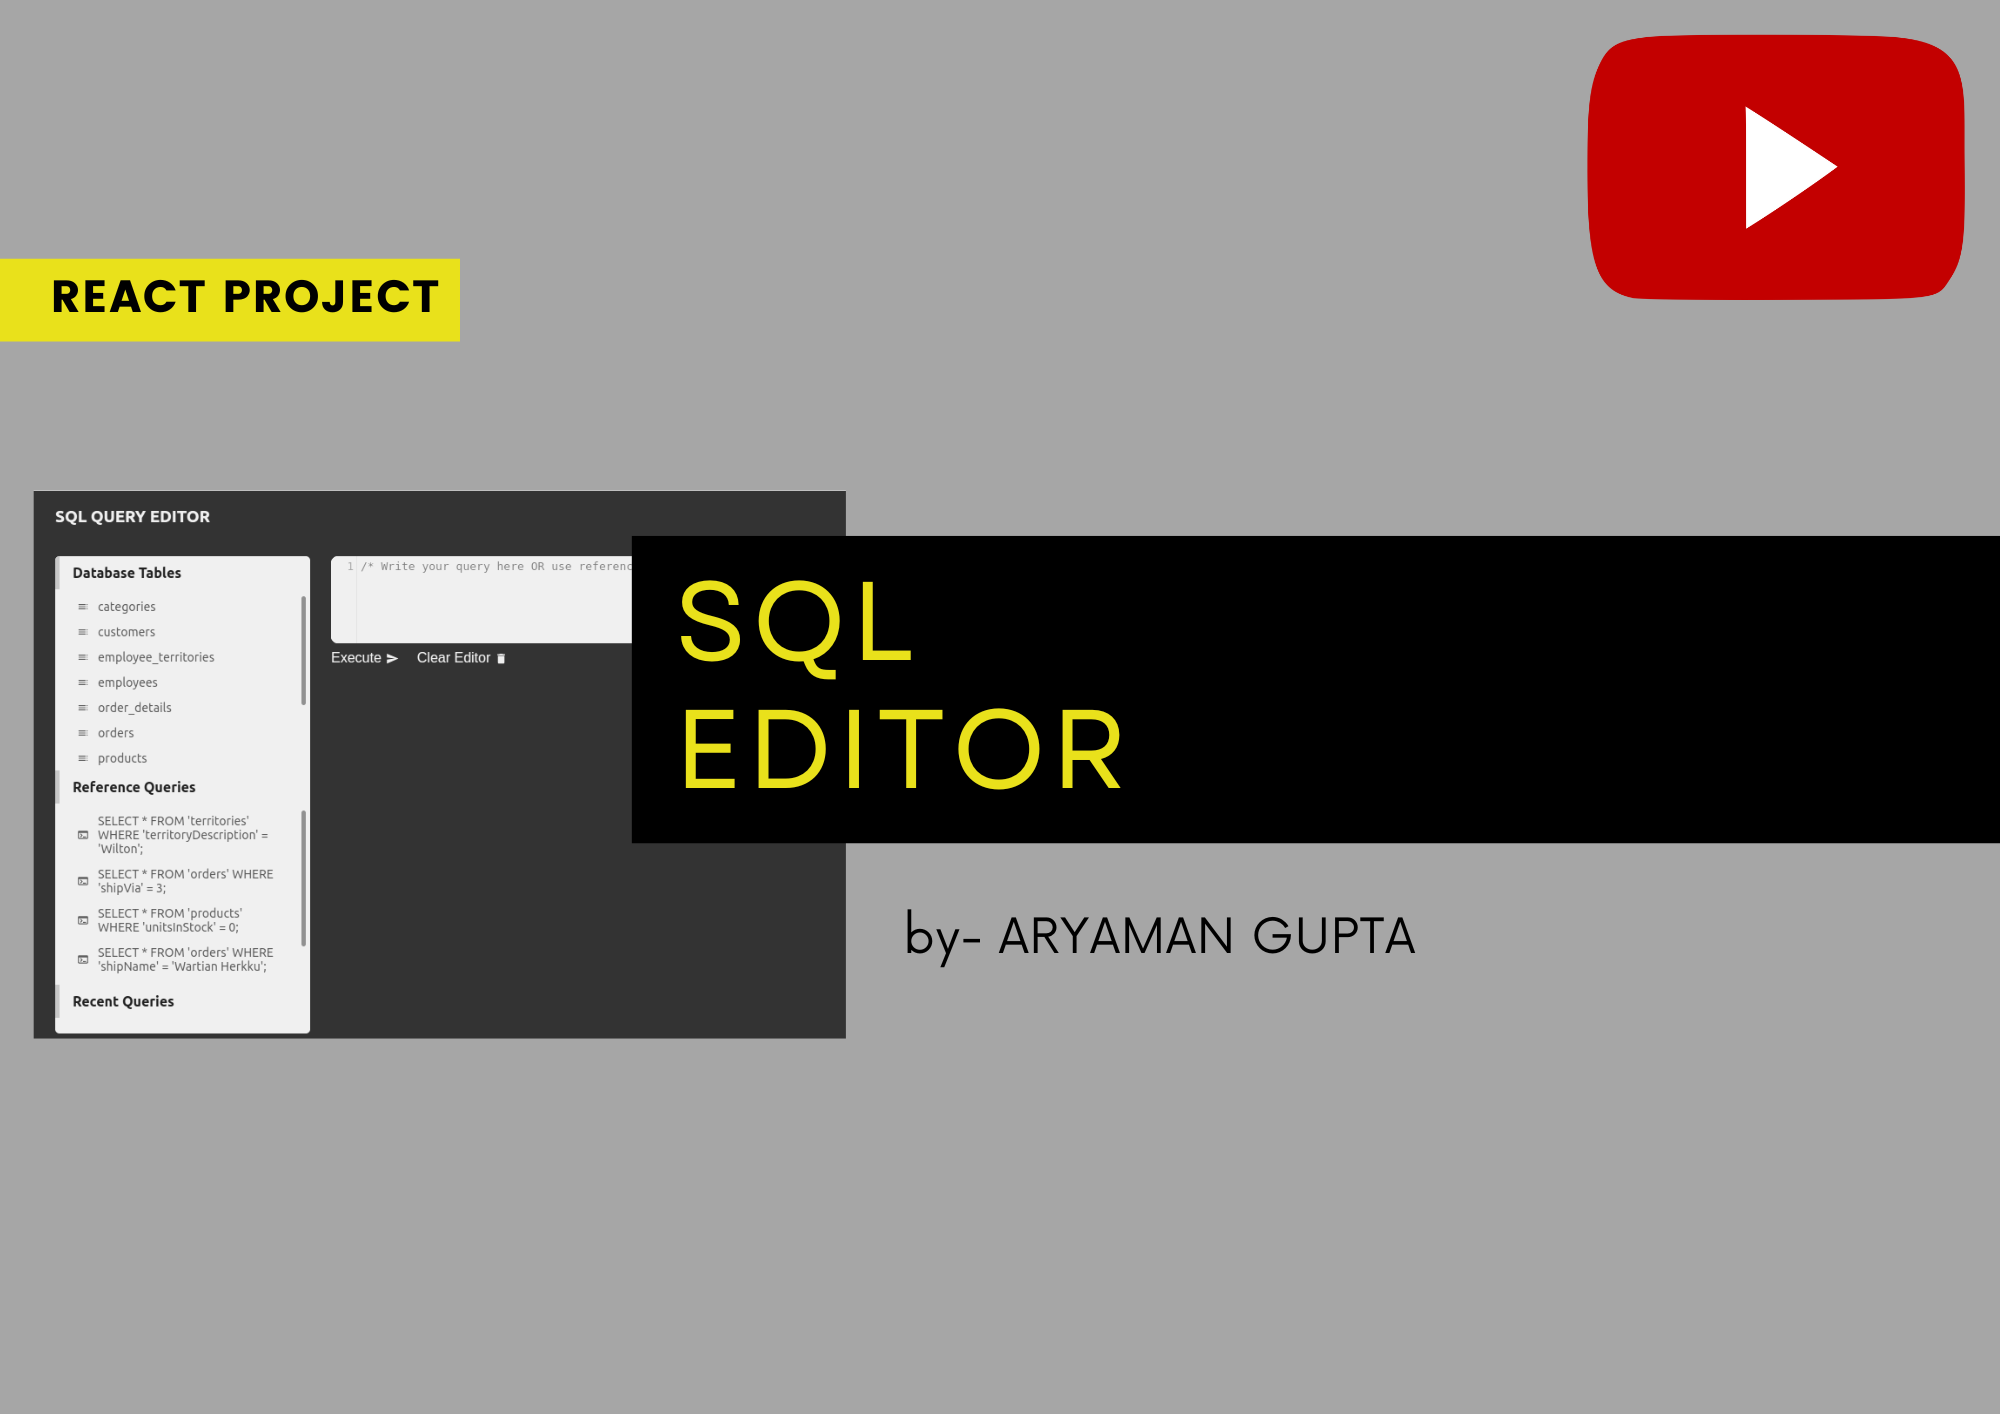 REACT PROJECT
SQL QUERY EDITOR
Database Tables
categories
customers
employee_territories
employees
order_details
orders
products
Reference Queries
SELECT * FROM 'territories'
WHERE 'territoryDescription' =
'Wilton';
SELECT * FROM 'orders' WHERE
'shipVia' = 3;
SELECT * FROM 'products'
WHERE 'unitsInStock' = 0;
SELECT * FROM 'orders' WHERE
'shipName' = 'Wartian Herkku';
Recent Queries
1 /* Write your query here OR use referenc
Execute
Clear Editor
SQL
EDITOR
by- ARYAMAN GUPTA